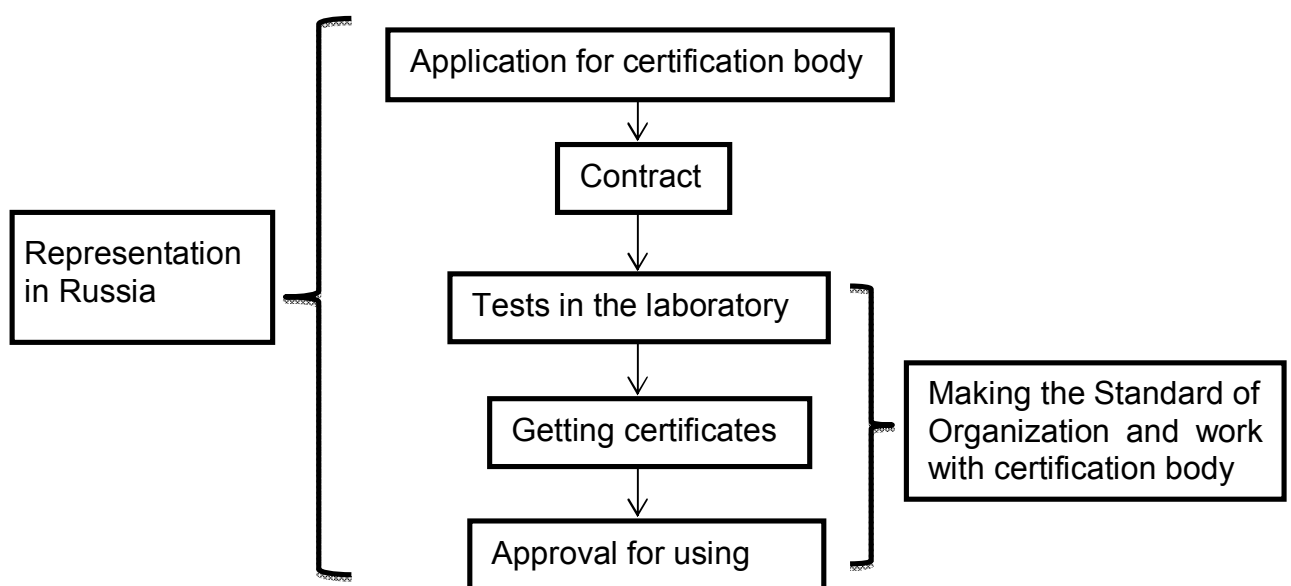 Application for certification body
Contract
Representation
in Russia
Tests in the laboratory
Getting certificates
Making the Standard of
Organization and work
with certification body
Approval for using